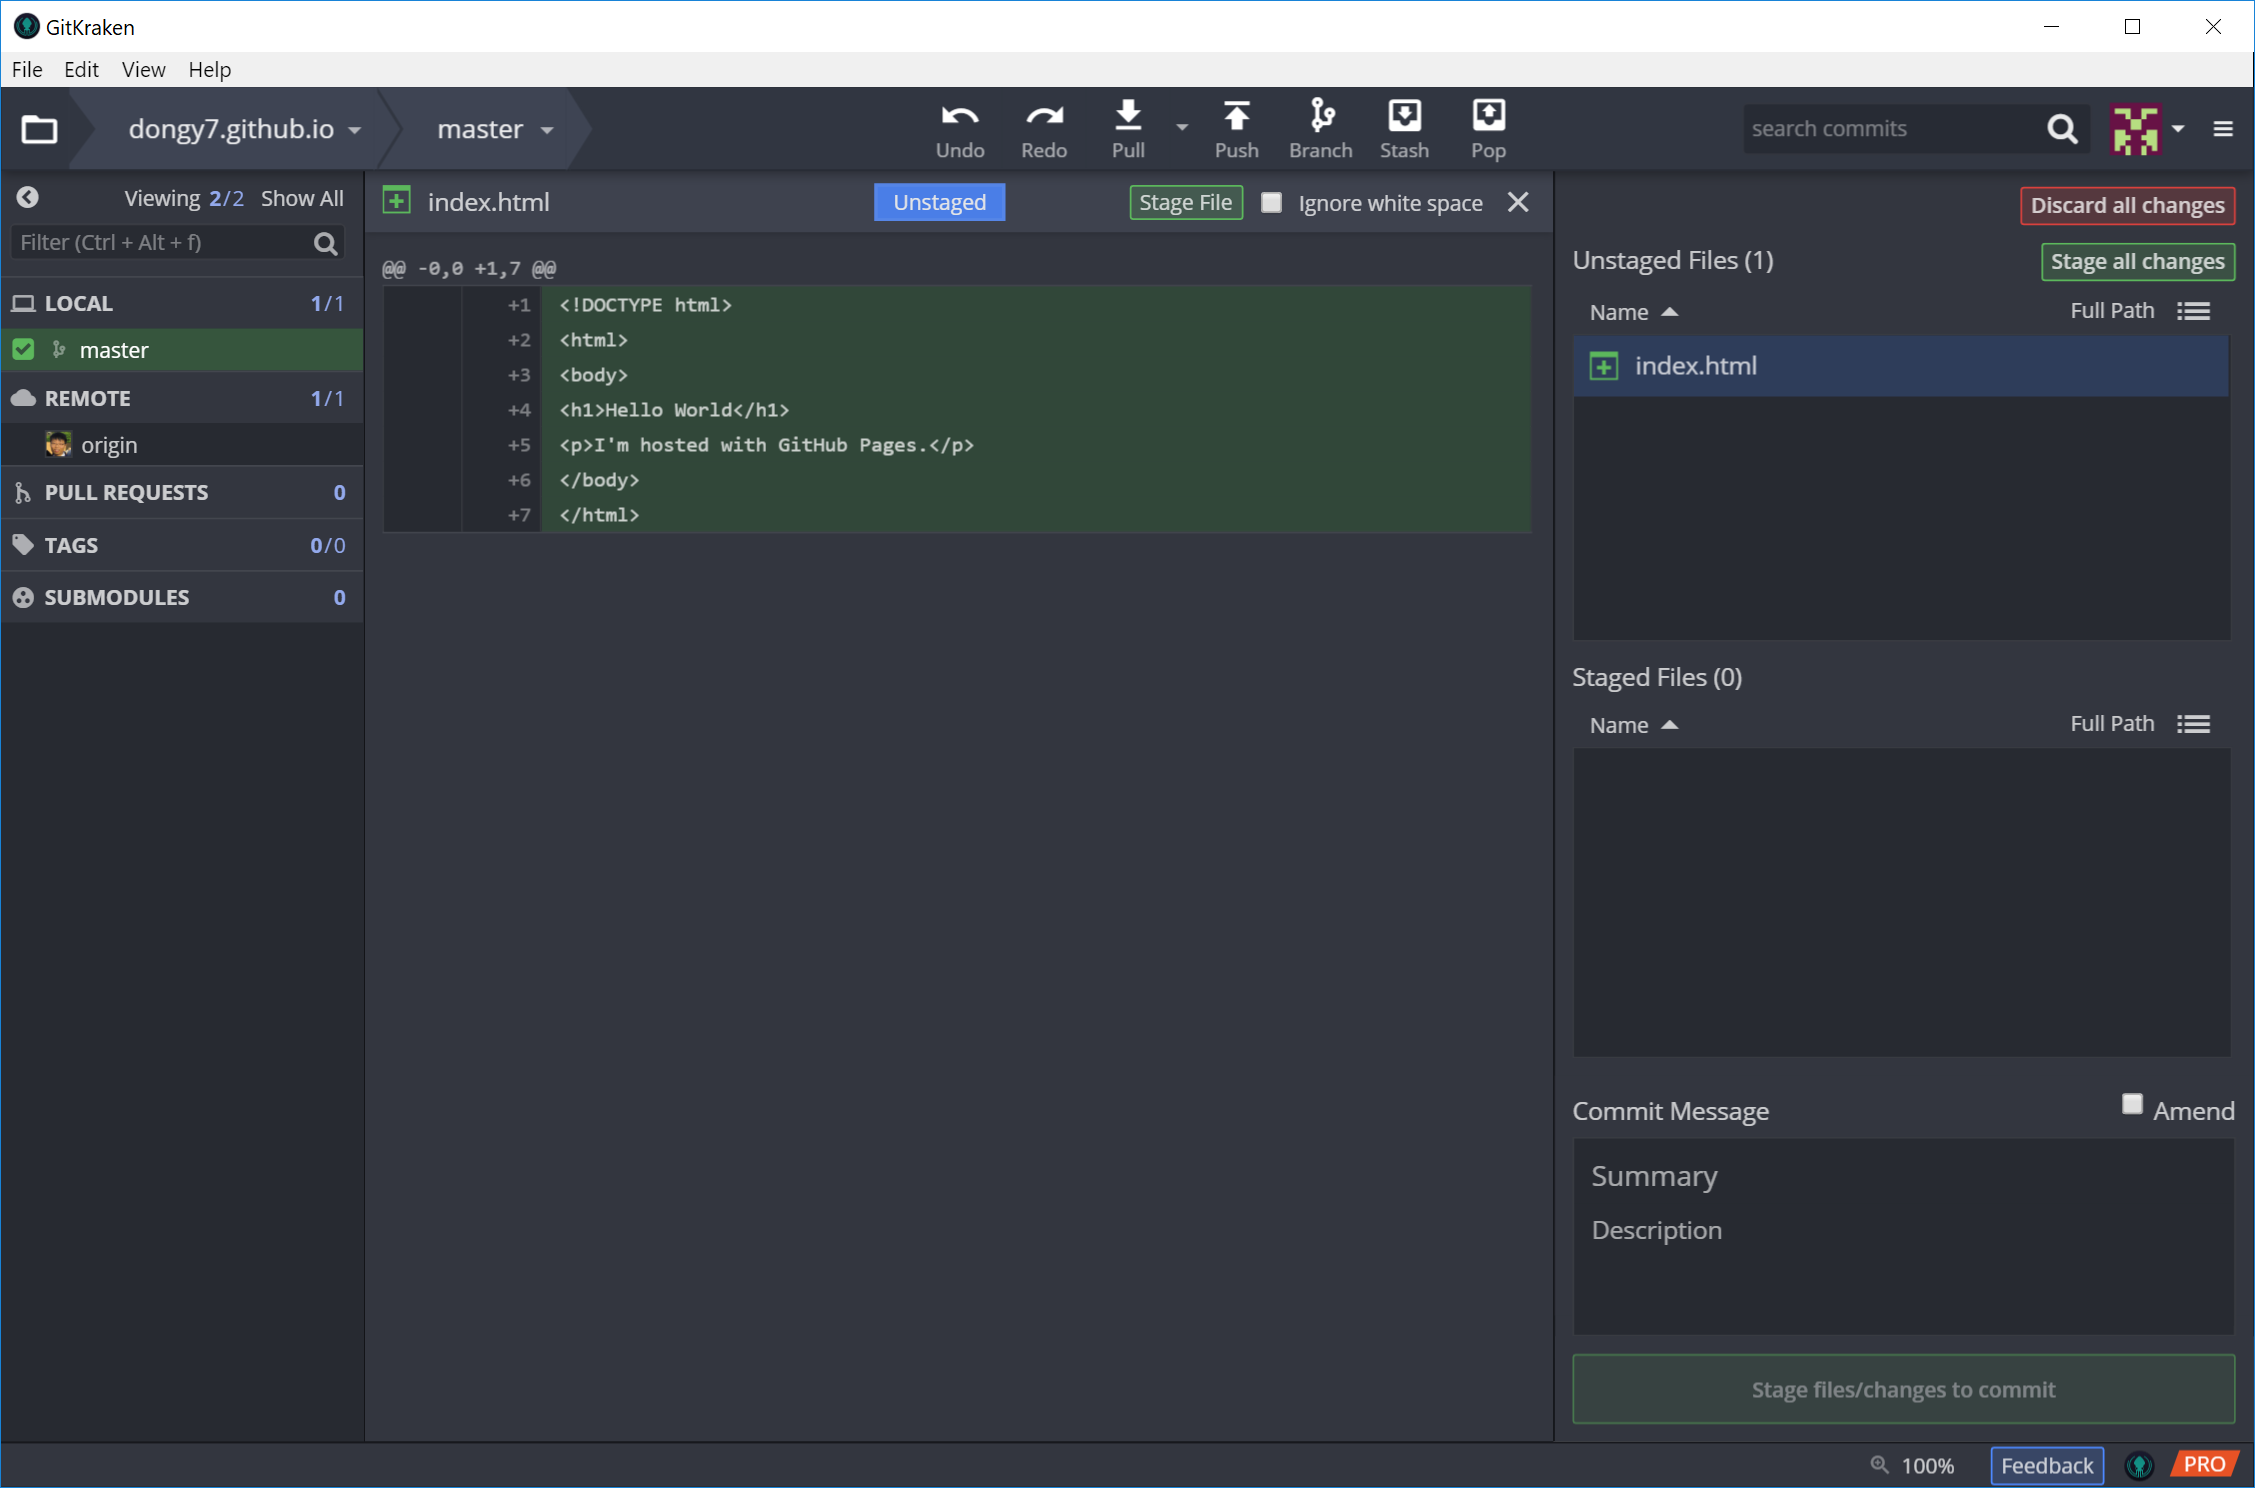 GitKraken
File Edit View Help
dongy7.github.io master Undo Redo Pull Push Branch Stash Pop search commits
Viewing 2/2 Show All
Filter (Ctrl + Alt + f)
LOCAL 1/1
master
REMOTE 1/1
origin
PULL REQUESTS 0
TAGS 0/0
SUBMODULES 0
index.html Unstaged Stage File Ignore white space
@@ -0,0 +1,7 @@
+1 <!DOCTYPE html>
+2 <html>
+3 <body>
+4 <h1>Hello World</h1>
+5 <p>I'm hosted with GitHub Pages.</p>
+6 </body>
+7 </html>
Discard all changes
Unstaged Files (1) Stage all changes
Name Full Path
index.html
Staged Files (0)
Name Full Path
Commit Message Amend
Summary
Description
Stage files/changes to commit
100% Feedback PRO